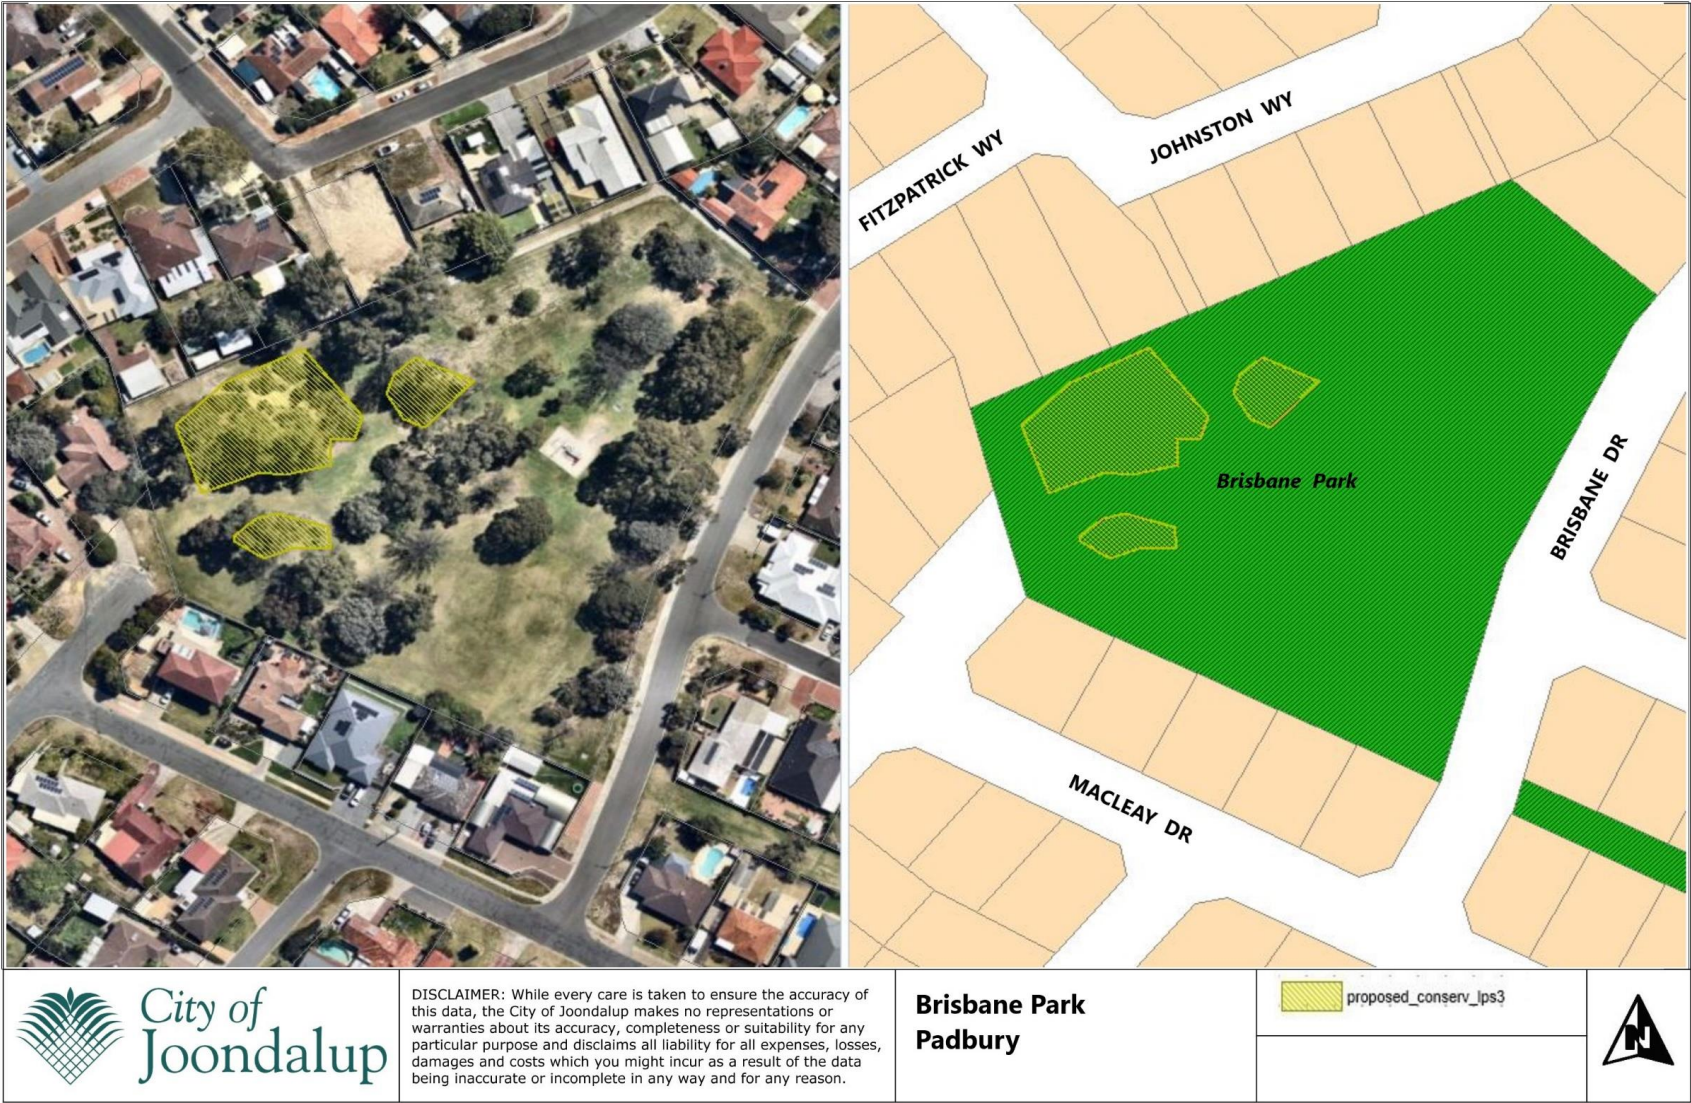 FITZPATRICK WY
JOHNSTON WY
BRISBANE DR
Brisbane Park
MACLEAY DR
City of
Joondalup
DISCLAIMER: While every care is taken to ensure the accuracy of
this data, the City of Joondalup makes no representations or
warranties about its accuracy, completeness or suitability for any
particular purpose and disclaims all liability for all expenses, losses,
damages and costs which you might incur as a result of the data
being inaccurate or incomplete in any way and for any reason.
Brisbane Park
Padbury
proposed_conserv_lps3
N